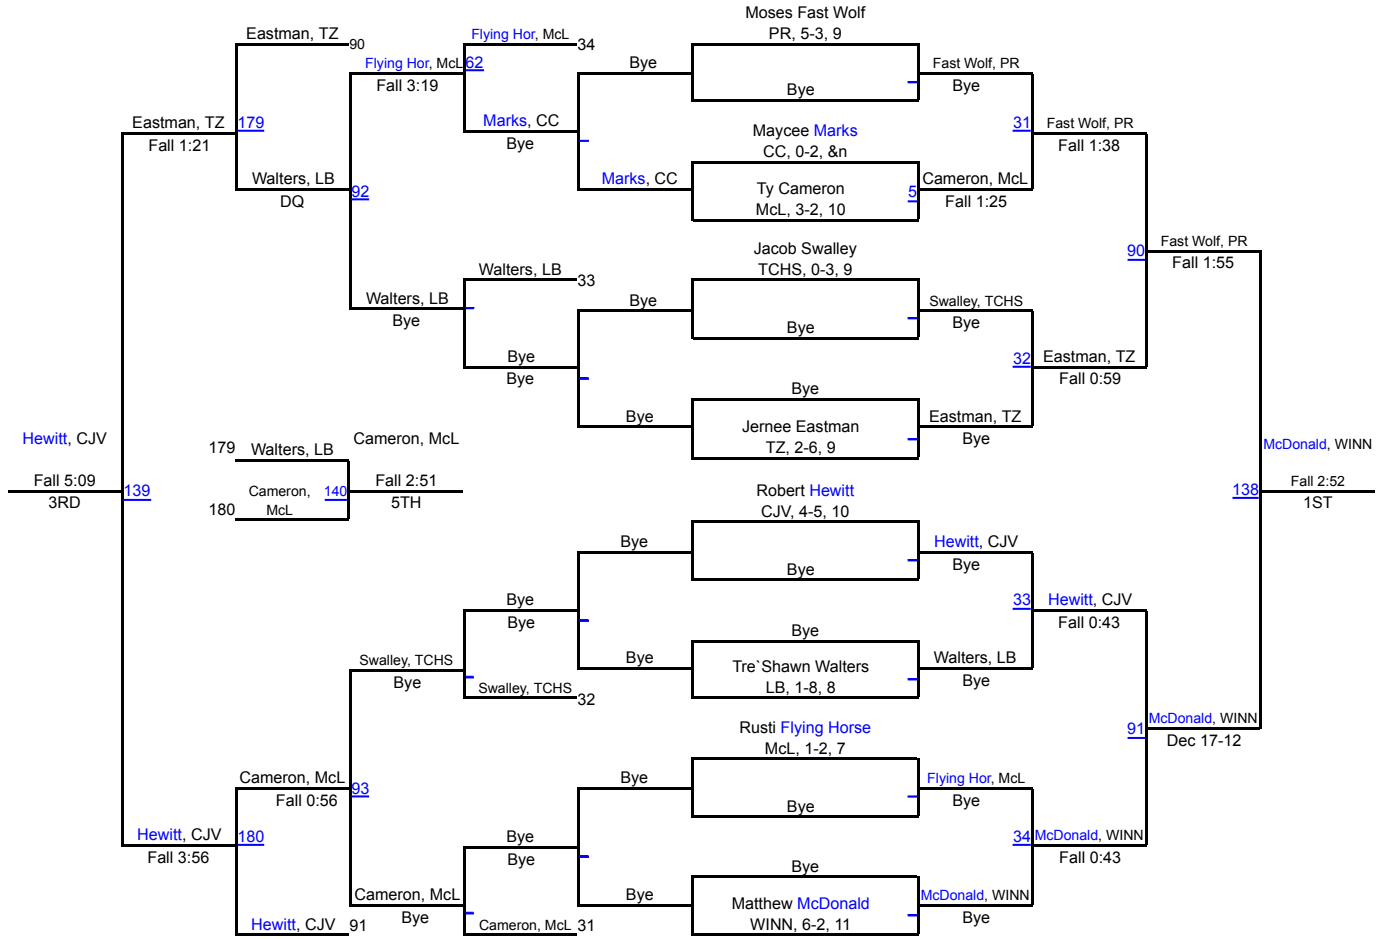 Moses Fast Wolf
Eastman, TZ
90
Flying Hor, McL
34
PR, 5-3, 9
Flying Hor, McL
62
Bye
Fast Wolf, PR
Fall 3:19
Bye
Bye
Eastman, TZ
179
Marks, CC
31
Fast Wolf, PR
Fall 1:21
Bye
Maycee Marks
Fall 1:38
CC, 0-2, &n
Walters, LB
92
Marks, CC
Ty Cameron
5
Cameron, McL
DQ
McL, 3-2, 10
Fall 1:25
Jacob Swalley
90
Fast Wolf, PR
Walters, LB
33
TCHS, 0-3, 9
Fall 1:55
Walters, LB
Bye
Swalley, TCHS
Bye
Bye
Bye
Bye
32
Eastman, TZ
Bye
Fall 0:59
Bye
Bye
Eastman, TZ
Jernee Eastman
Hewitt, CJV
179
Walters, LB
Cameron, McL
TZ, 2-6, 9
Bye
McDonald, WINN
Fall 5:09
139
Cameron,
McL
140
Fall 2:51
Robert Hewitt
138
Fall 2:52
3RD
180
5TH
CJV, 4-5, 10
1ST
Bye
Hewitt, CJV
Bye
Bye
Bye
33
Hewitt, CJV
Bye
Fall 0:43
Bye
Swalley, TCHS
Bye
Tre`Shawn Walters
Walters, LB
Bye
Swalley, TCHS
32
LB, 1-8, 8
Bye
Rusti Flying Horse
91
McDonald, WINN
McL, 1-2, 7
Dec 17-12
Cameron, McL
93
Bye
Flying Hor, McL
Fall 0:56
Bye
Bye
Hewitt, CJV
180
Bye
34
McDonald, WINN
Fall 3:56
Bye
Fall 0:43
Bye
Cameron, McL
Bye
Matthew McDonald
McDonald, WINN
Bye
Hewitt, CJV
91
Cameron, McL
31
WINN, 6-2, 11
Bye